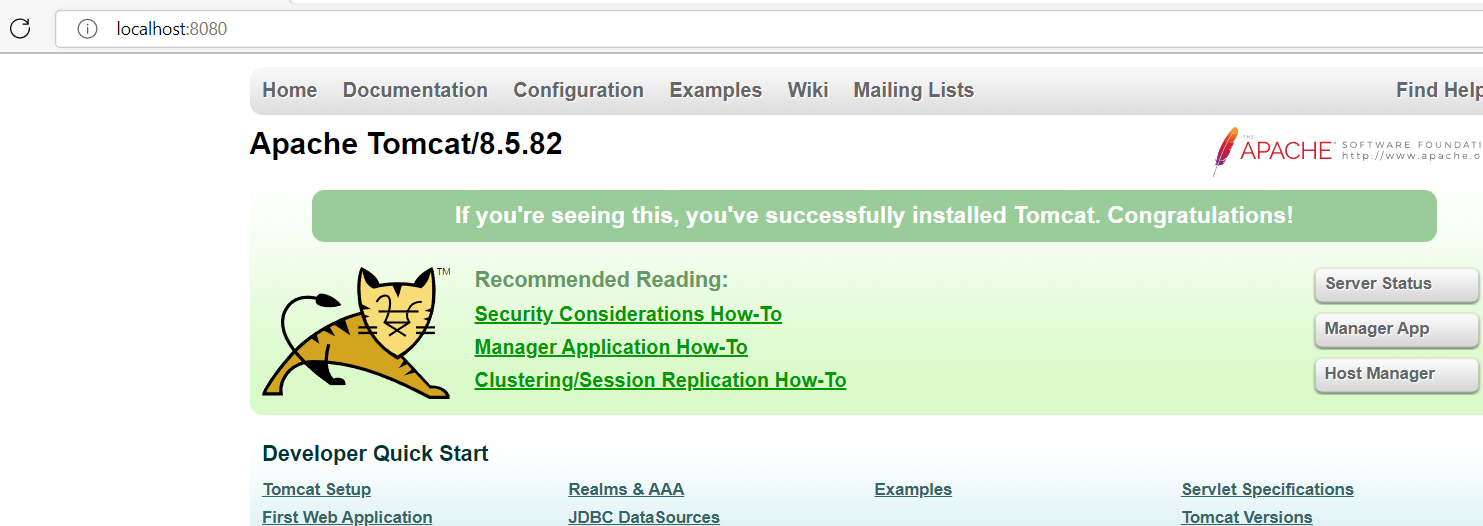 localhost:8080
Home Documentation Configuration Examples Wiki Mailing Lists Find Help
Apache Tomcat/8.5.82
THE
APACHE® SOFTWARE FOUNDATI
http://www.apache.o
If you're seeing this, you've successfully installed Tomcat. Congratulations!
TM
Recommended Reading:
Security Considerations How-To
Manager Application How-To
Clustering/Session Replication How-To
Server Status
Manager App
Host Manager
Developer Quick Start
Tomcat Setup Realms & AAA Examples Servlet Specifications
First Web Application JDBC DataSources Tomcat Versions